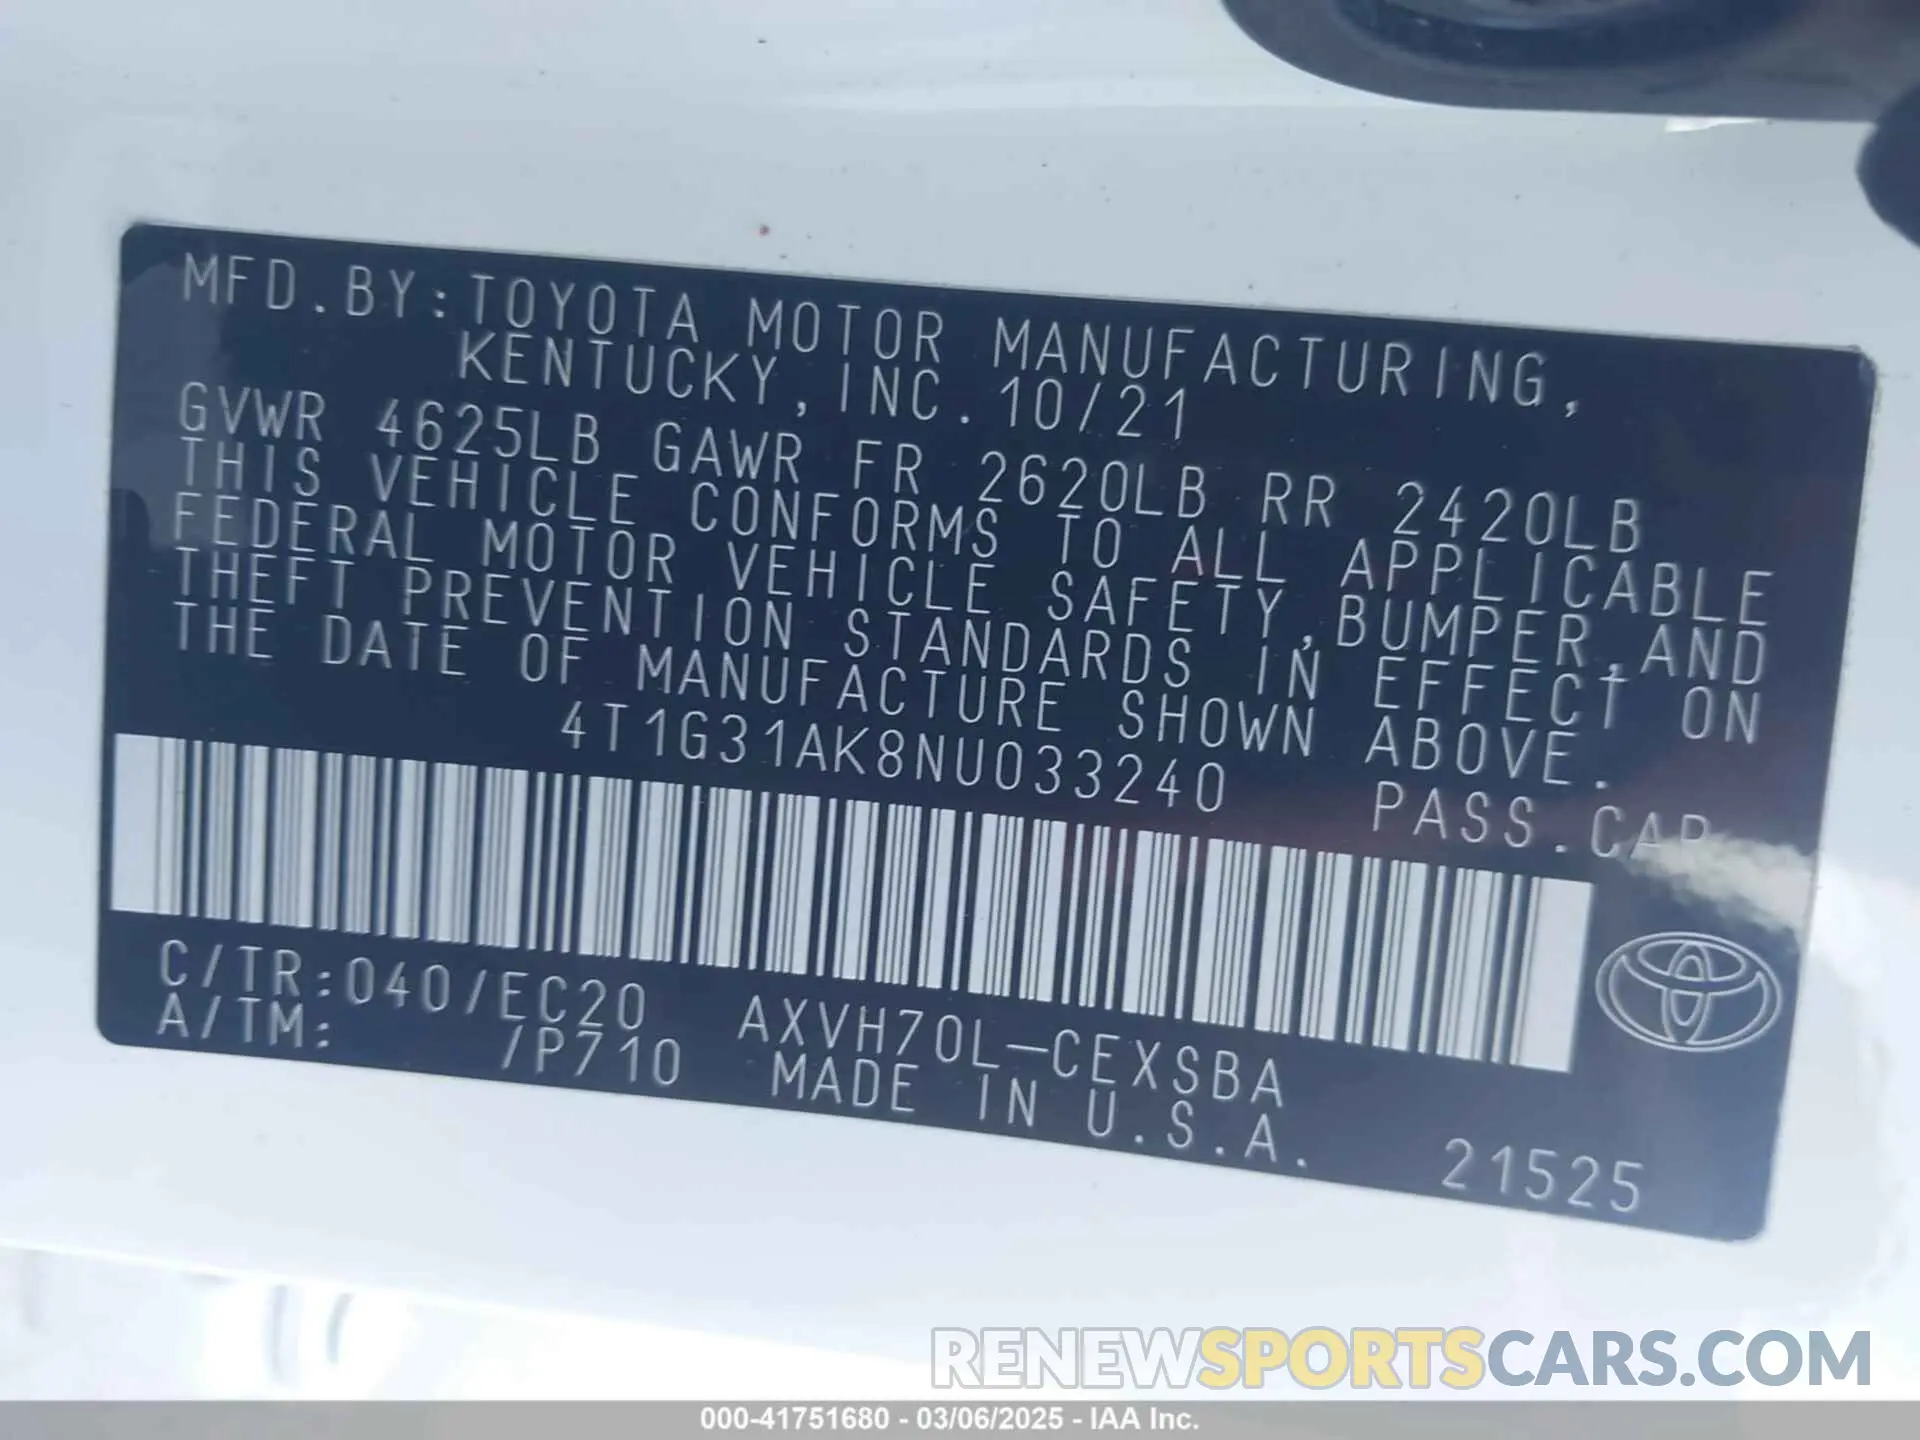 MFD.BY:TOYOTA MOTOR MANUFACTURING,
KENTUCKY,INC. 10/21
GVWR 4625LB GAWR FR 2620LB RR 2420LB
THIS VEHICLE CONFORMS TO ALL APPLICABLE
FEDERAL MOTOR VEHICLE SAFETY,BUMPER,AND
THEFT PREVENTION STANDARDS IN EFFECT ON
THE DATE OF MANUFACTURE SHOWN ABOVE.
4T1G31AK8NU033240 PASS.CAR
C/TR:040/EC20 AXVH70L-CEXSBA
A/TM: /P710 MADE IN U.S.A.
21525
RENEWSPORTSCARS.COM
000-41751680 - 03/06/2025 - IAA Inc.